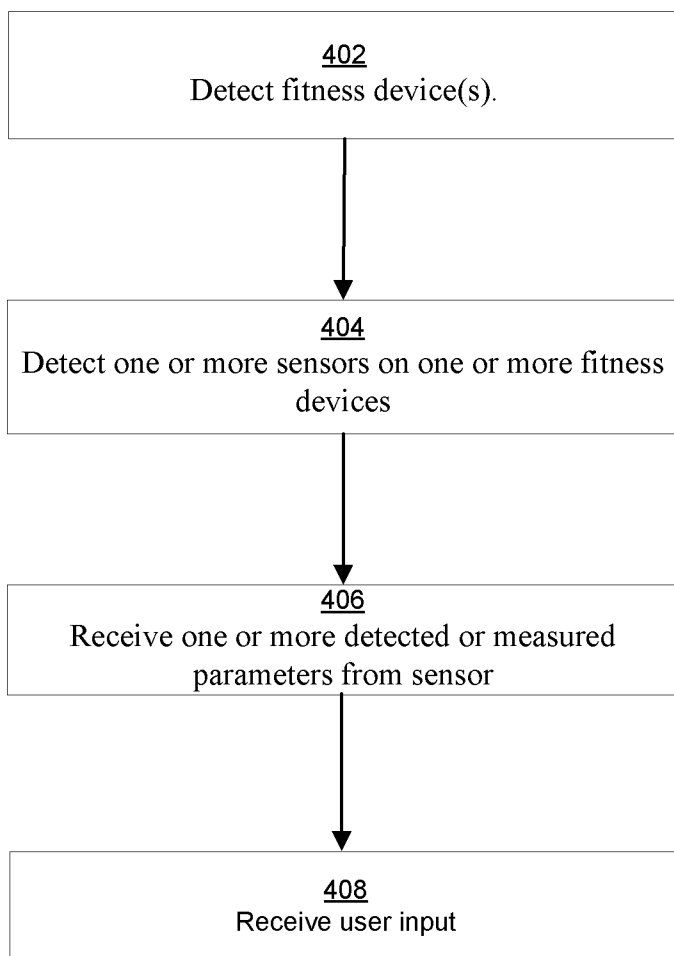 402
Detect fitness device(s).
404
Detect one or more sensors on one or more fitness
devices
406
Receive one or more detected or measured
parameters from sensor
408
Receive user input